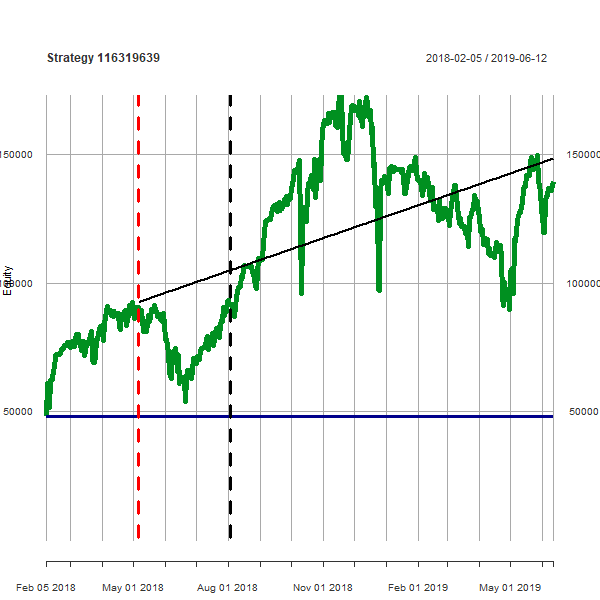 Strategy 116319639 2018-02-05 / 2019-06-12
150000 150000
Equity
100000 100000
50000 50000
Feb 05 2018 May 01 2018 Aug 01 2018 Nov 01 2018 Feb 01 2019 May 01 2019